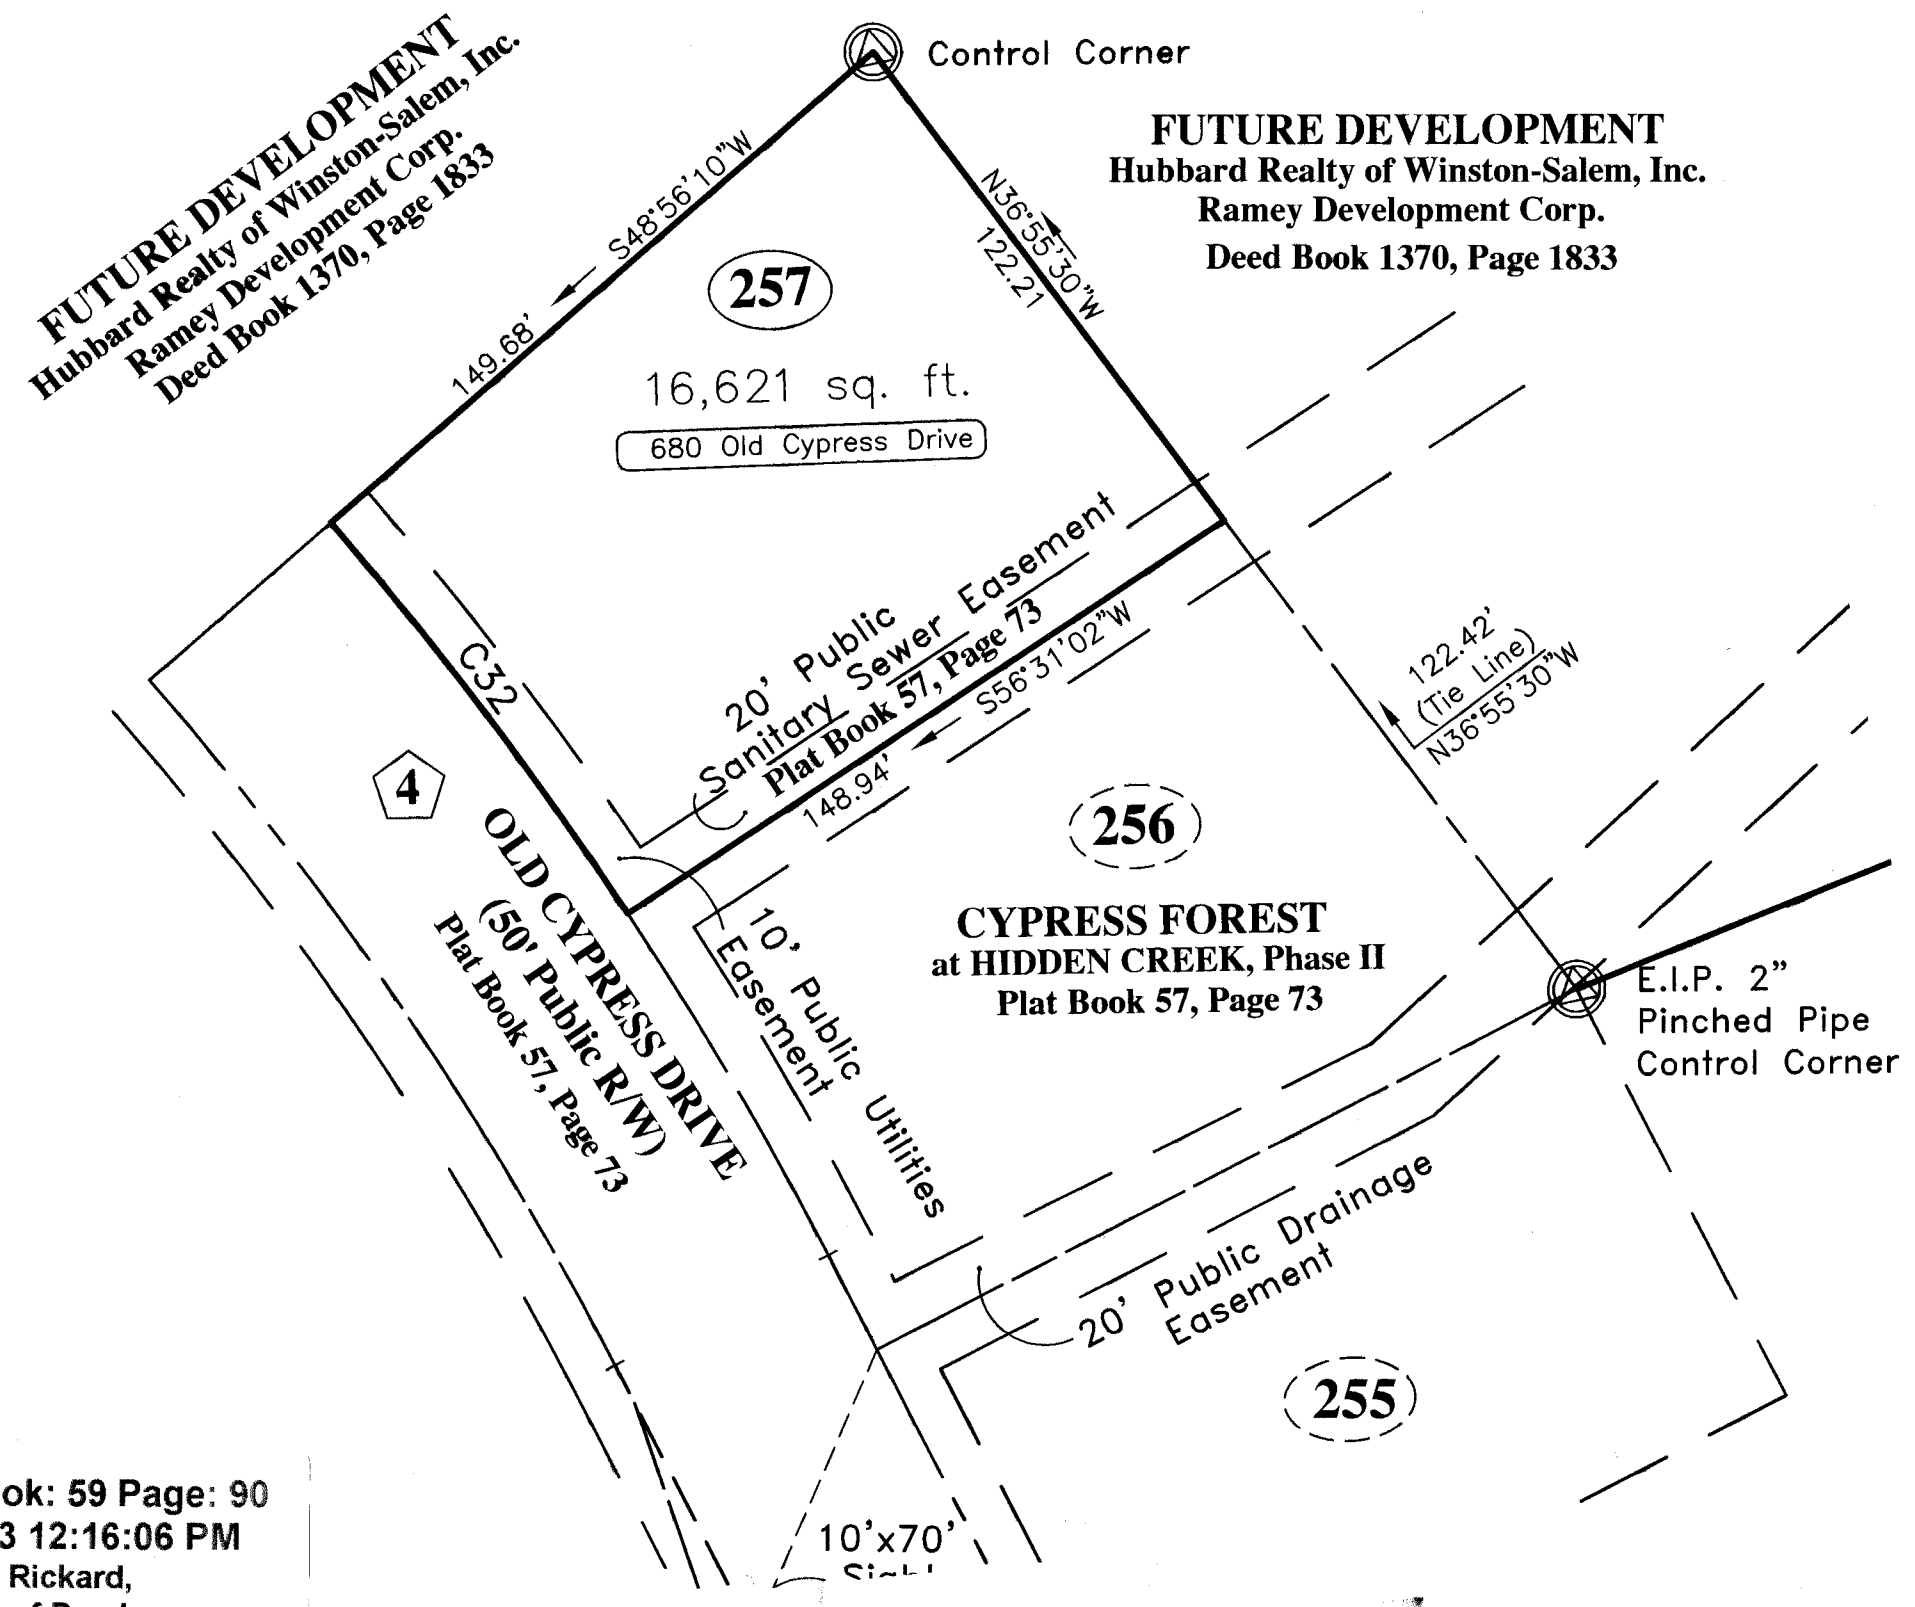 FUTURE DEVELOPMENT
Hubbard Realty of Winston-Salem, Inc.
Ramey Development Corp.
Deed Book 1370, Page 1833
Control Corner
FUTURE DEVELOPMENT
Hubbard Realty of Winston-Salem, Inc.
Ramey Development Corp.
Deed Book 1370, Page 1833
S48°56'10"W
149.68'
N36°55'30"W
122.21
257
16,621 sq. ft.
680 Old Cypress Drive
20' Public
Sanitary Sewer Easement
Plat Book 57, Page 73
S56°31'02"W
148.94'
C32
122.42'
(Tie Line)
N36°55'30"W
4
OLD CYPRESS DRIVE
(50' Public R/W)
Plat Book 57, Page 73
256
CYPRESS FOREST
at HIDDEN CREEK, Phase II
Plat Book 57, Page 73
10' Public Utilities
Easement
E.I.P. 2"
Pinched Pipe
Control Corner
20' Public Drainage
Easement
255
10'x70'
ok: 59 Page: 90
3 12:16:06 PM
Rickard,